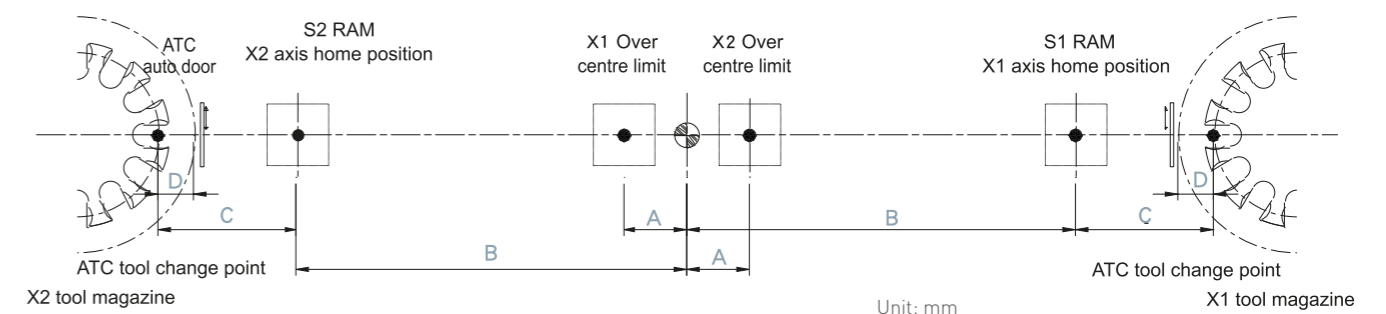 ATC
auto door
S2 RAM
X2 axis home position
X1 Over
centre limit
X2 Over
centre limit
S1 RAM
X1 axis home position
D
C
B
A
A
B
C
D
ATC tool change point
X2 tool magazine
Unit: mm
ATC tool change point
X1 tool magazine